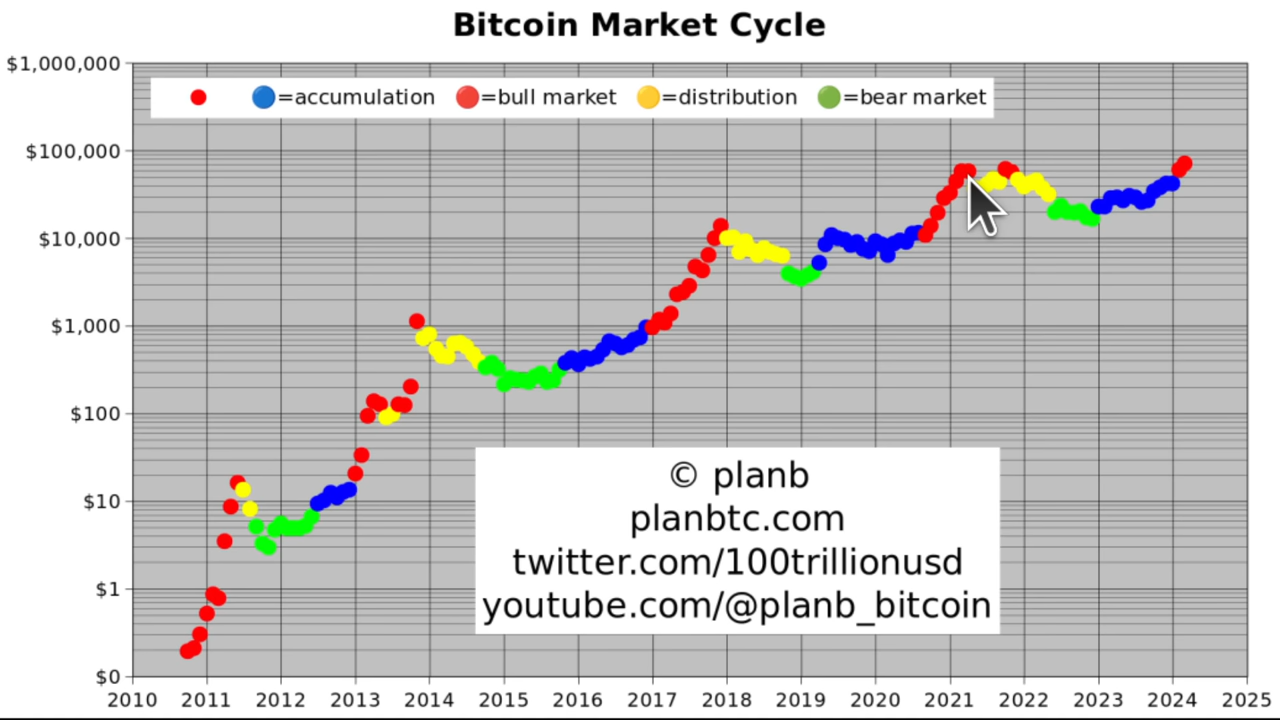 Bitcoin Market Cycle
$1,000,000
=accumulation =bull market =distribution =bear market
$100,000
$10,000
$1,000
$100
$10
$1
$0
© planb
planbtc.com
twitter.com/100trillionusd
youtube.com/@planb_bitcoin
2010 2011 2012 2013 2014 2015 2016 2017 2018 2019 2020 2021 2022 2023 2024 2025